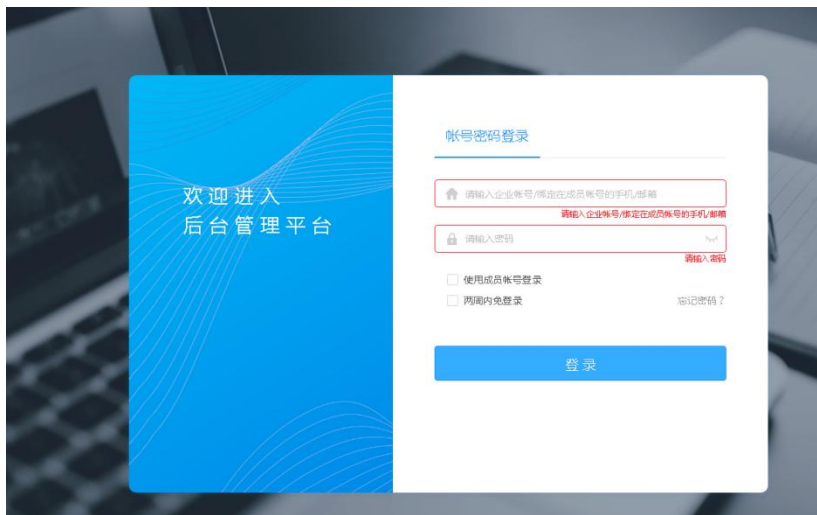 欢迎进入
后台管理平台
帐号密码登录
请输入企业帐号/绑定在成员帐号的手机/邮箱
请输入企业帐号/绑定在成员帐号的手机/邮箱
请输入密码
请输入密码
使用成员帐号登录
两周内免登录
忘记密码？
登录